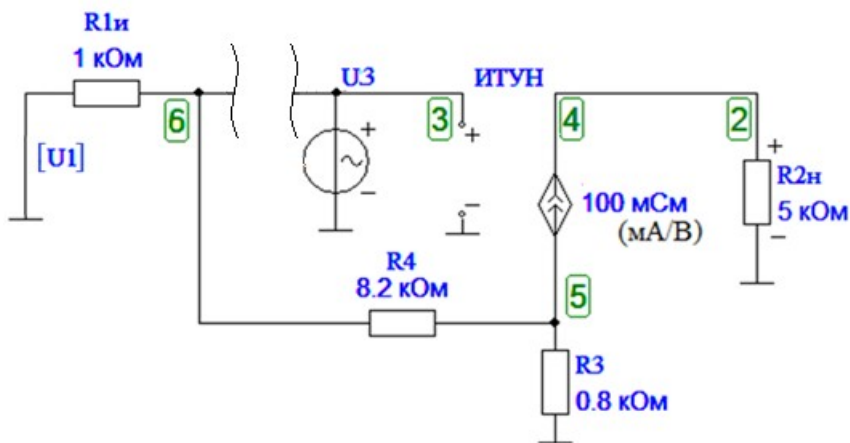 R1и
1 кОм
6
[U1]
U3
+
−
3
+
−
ИТУН
4
2
100 мСм
(мА/В)
+
R2н
5 кОм
−
R4
8.2 кОм
5
R3
0.8 кОм